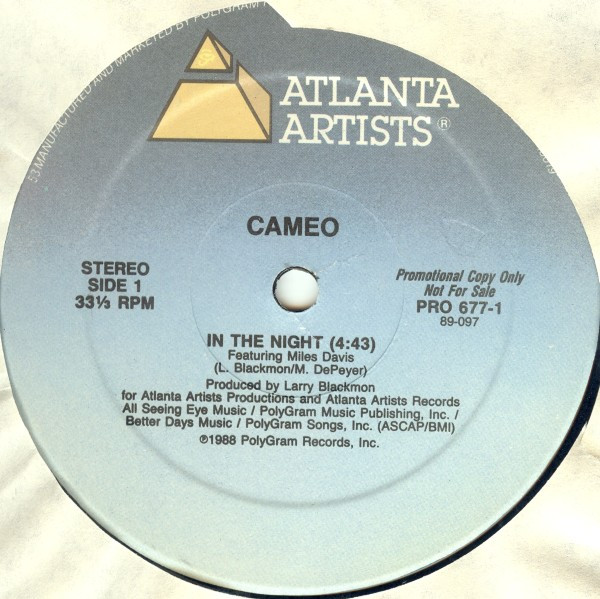 53 MANUFACTURED AND MARKETED BY POLYGRAM
ATLANTA
ARTISTS®
CAMEO
STEREO
SIDE 1
33⅓ RPM
Promotional Copy Only
Not For Sale
PRO 677-1
89-097
IN THE NIGHT (4:43)
Featuring Miles Davis
(L. Blackmon/M. DePeyer)
Produced by Larry Blackmon
for Atlanta Artists Productions and Atlanta Artists Records
All Seeing Eye Music / PolyGram Music Publishing, Inc. /
Better Days Music / PolyGram Songs, Inc. (ASCAP/BMI)
℗1988 PolyGram Records, Inc.